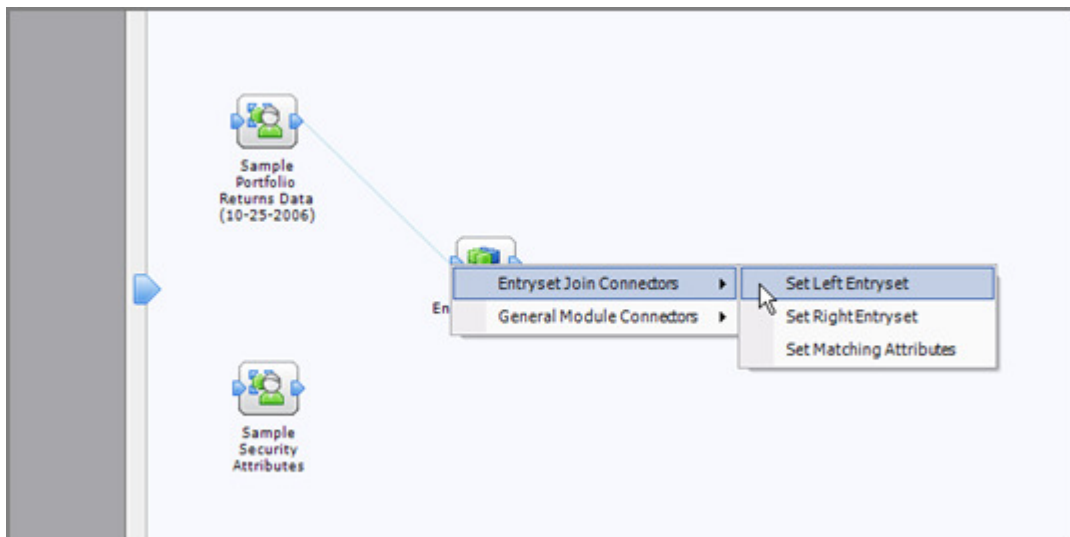 Sample
Portfolio
Returns Data
(10-25-2006)
En
Entryset Join Connectors
General Module Connectors
Set Left Entryset
Set Right Entryset
Set Matching Attributes
Sample
Security
Attributes